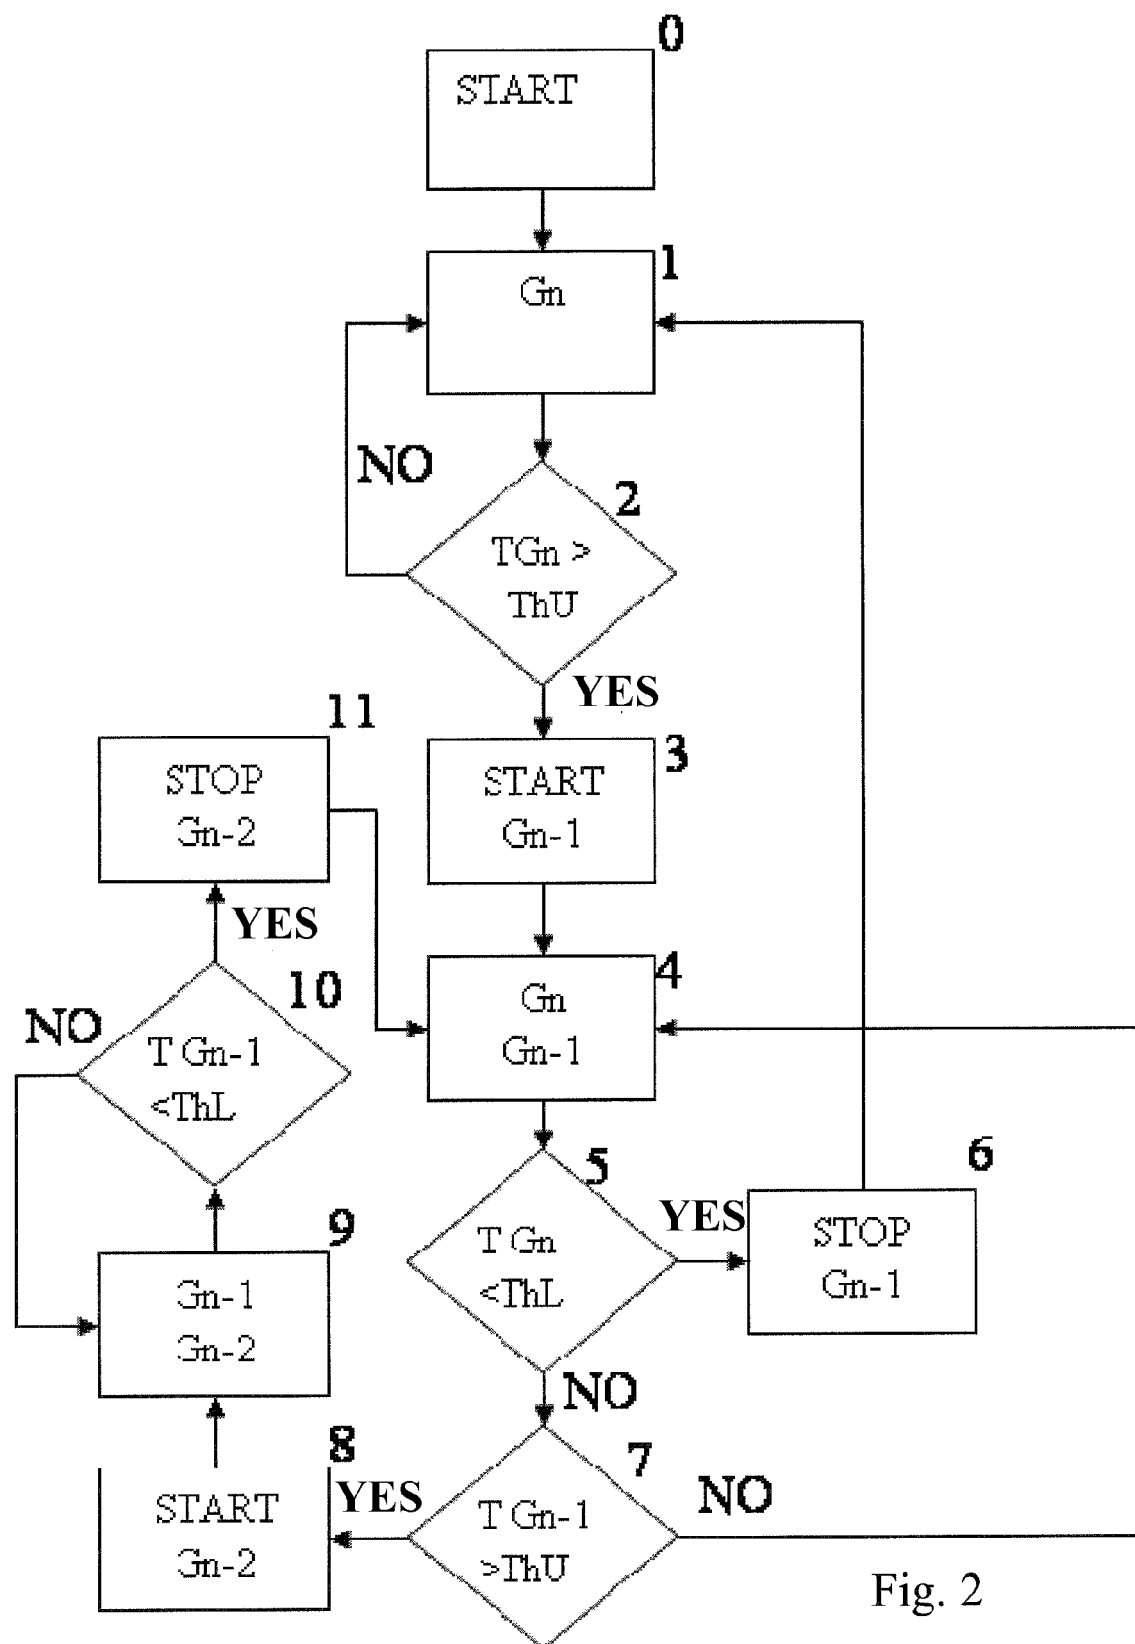 0
START
1
Gn
NO
2
TGn >
ThU
YES
11
STOP
Gn-2
3
START
Gn-1
YES
10
NO
T Gn-1
<ThL
4
Gn
Gn-1
5
T Gn
<ThL
YES
6
STOP
Gn-1
9
Gn-1
Gn-2
NO
8
START
Gn-2
YES
7
T Gn-1
>ThU
NO
Fig. 2